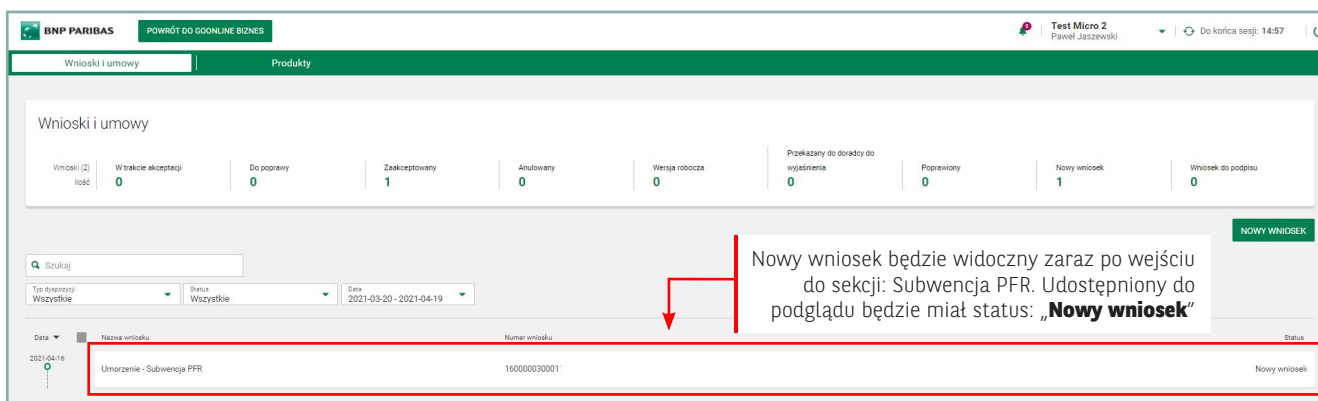 BNP PARIBAS
POWRÓT DO GOONLINE BIZNES
3
Test Micro 2
Paweł Jaszewski
Do końca sesji: 14:57
Wnioski i umowy
Produkty
Wnioski i umowy
Wnioski (2)
Ilość
W trakcie akceptacji
0
Do poprawy
0
Zaakceptowany
1
Anulowany
0
Wersja robocza
0
Przekazany do doradcy do
wyjaśnienia
0
Poprawiony
0
Nowy wniosek
1
Wniosek do podpisu
0
NOWY WNIOSEK
Szukaj
Typ dyspozycji
Wszystkie
Status
Wszystkie
Data
2021-03-20 - 2021-04-19
Nowy wniosek będzie widoczny zaraz po wejściu
do sekcji: Subwencja PFR. Udostępniony do
podglądu będzie miał status: „Nowy wniosek”
Data
Nazwa wniosku
Numer wniosku
Status
2021-04-16
Umorzenie - Subwencja PFR
160000030001
Nowy wniosek